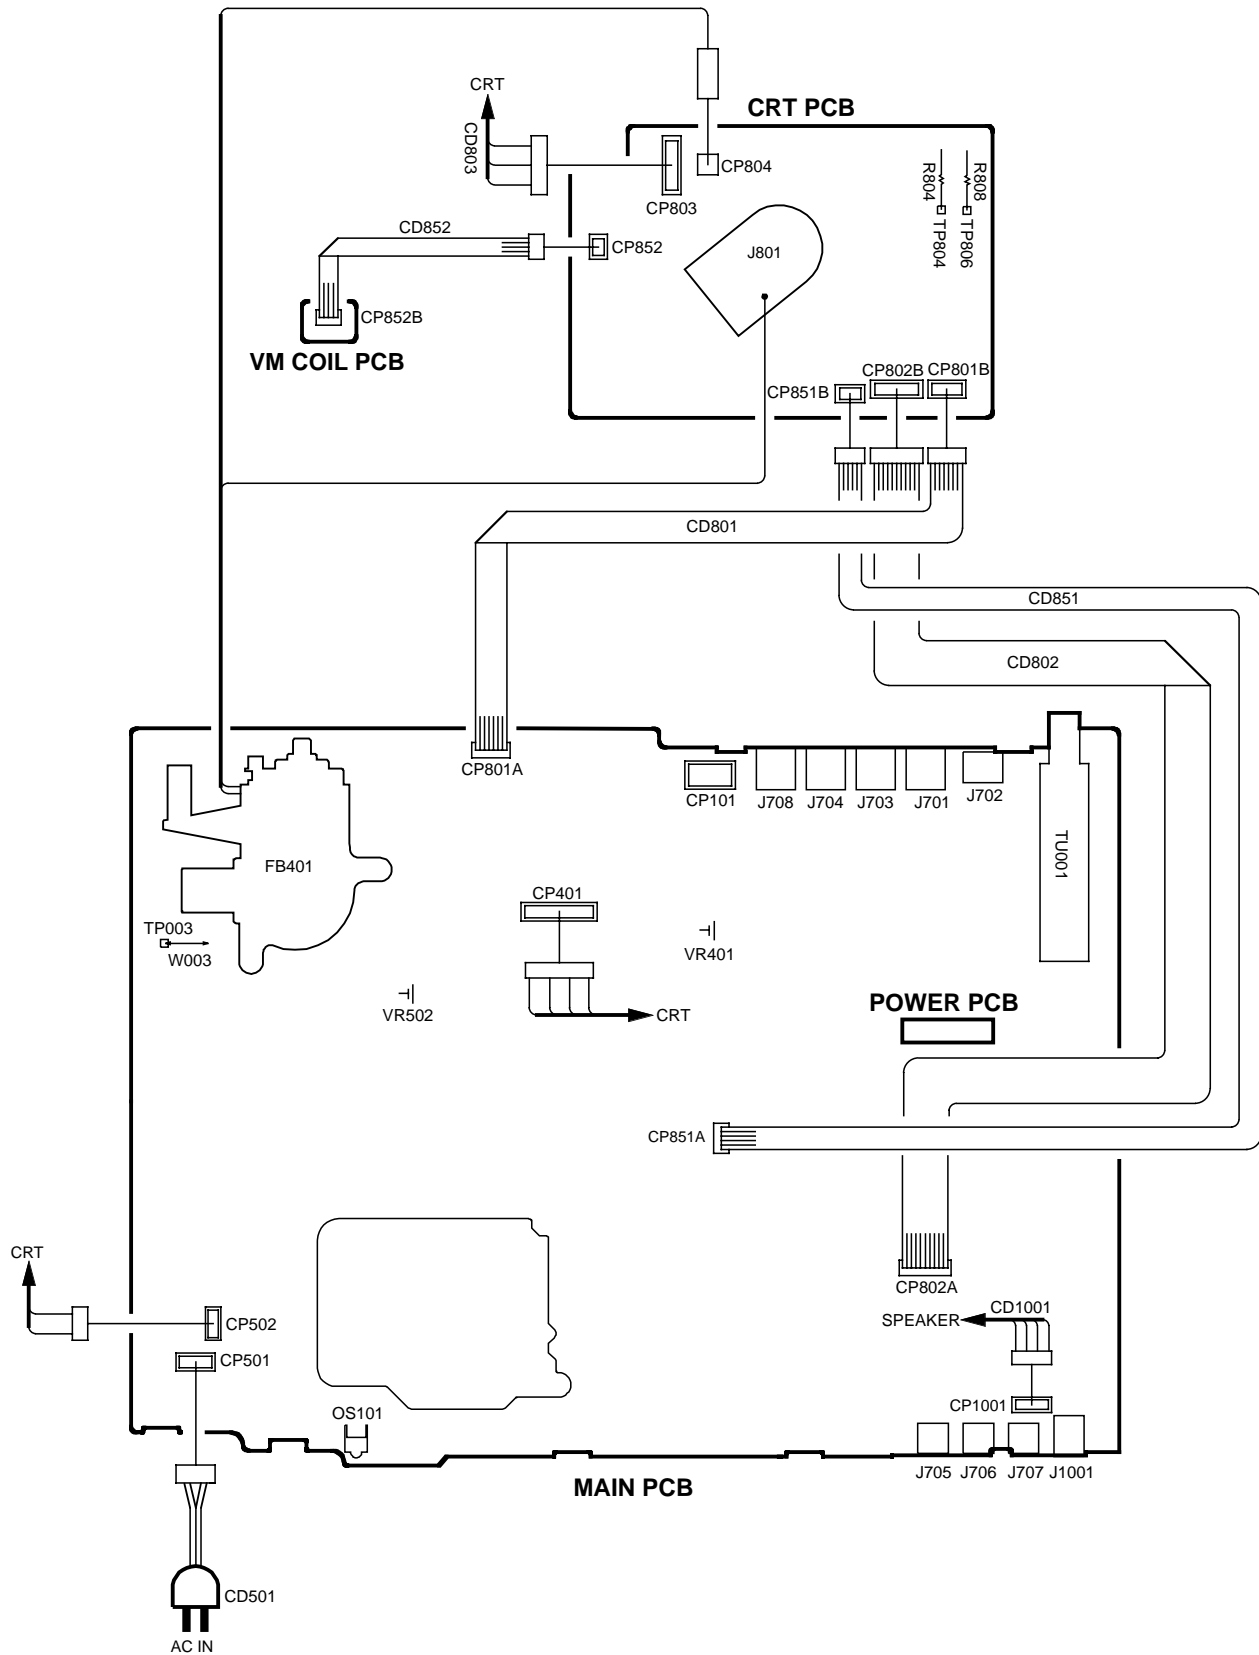 CRT
CRT PCB
CD803
CP804
CP803
R804
R808
TP804
TP806
CD852
CP852
J801
CP852B
VM COIL PCB
CP851B
CP802B
CP801B
CD801
CD851
CD802
CP801A
CP101
J708
J704
J703
J701
J702
TU001
FB401
CP401
TP003
W003
VR401
VR502
CRT
POWER PCB
CP851A
CRT
CP802A
CP502
SPEAKER
CD1001
CP501
CP1001
OS101
J705
J706
J707
J1001
MAIN PCB
CD501
AC IN